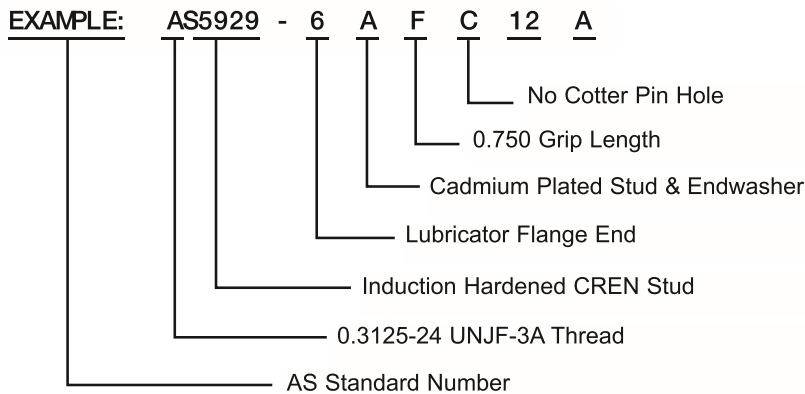 EXAMPLE: AS5929 - 6 A F C 12 A
No Cotter Pin Hole
0.750 Grip Length
Cadmium Plated Stud & Endwasher
Lubricator Flange End
Induction Hardened CREN Stud
0.3125-24 UNJF-3A Thread
AS Standard Number